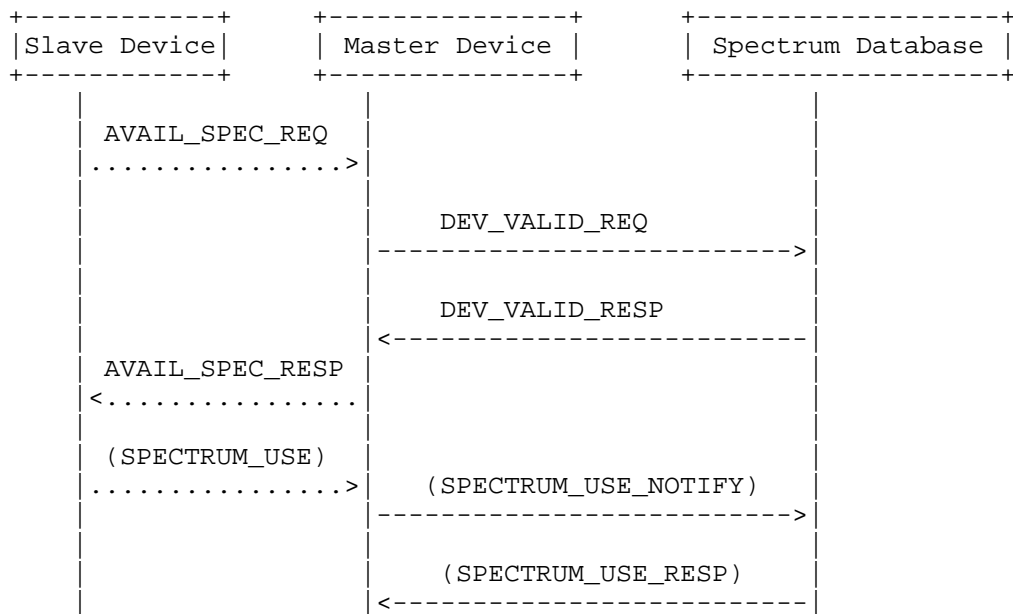 Slave Device Master Device Spectrum Database
AVAIL_SPEC_REQ
DEV_VALID_REQ
DEV_VALID_RESP
AVAIL_SPEC_RESP
(SPECTRUM_USE)
(SPECTRUM_USE_NOTIFY)
(SPECTRUM_USE_RESP)